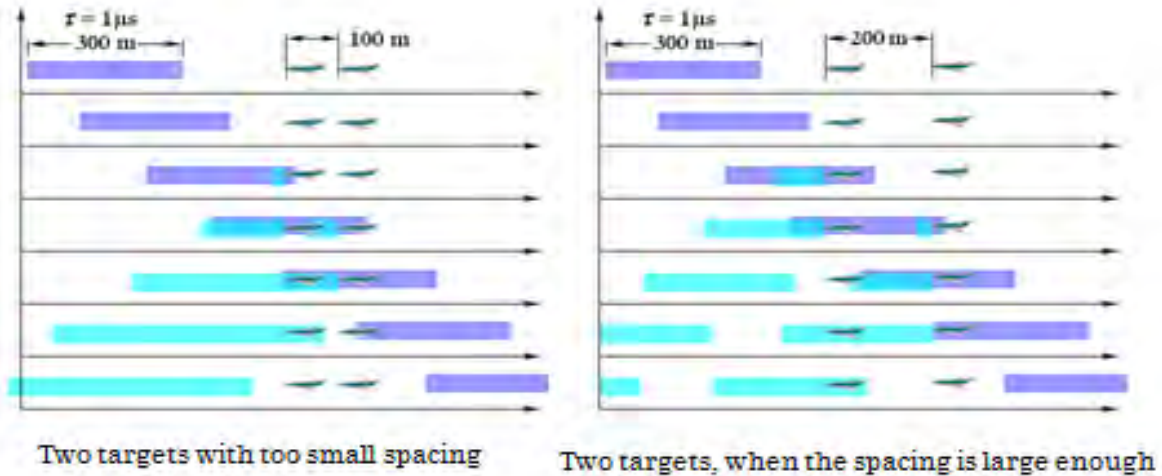 τ = 1μs
300 m
100 m
τ = 1μs
300 m
200 m
Two targets with too small spacing
Two targets, when the spacing is large enough